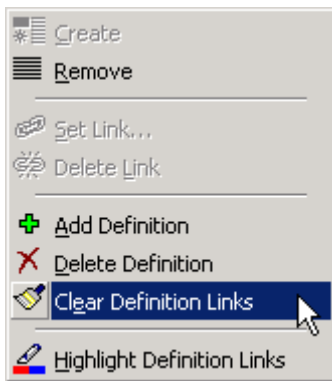 Create
Remove
Set Link...
Delete Link
Add Definition
Delete Definition
Clear Definition Links
Highlight Definition Links